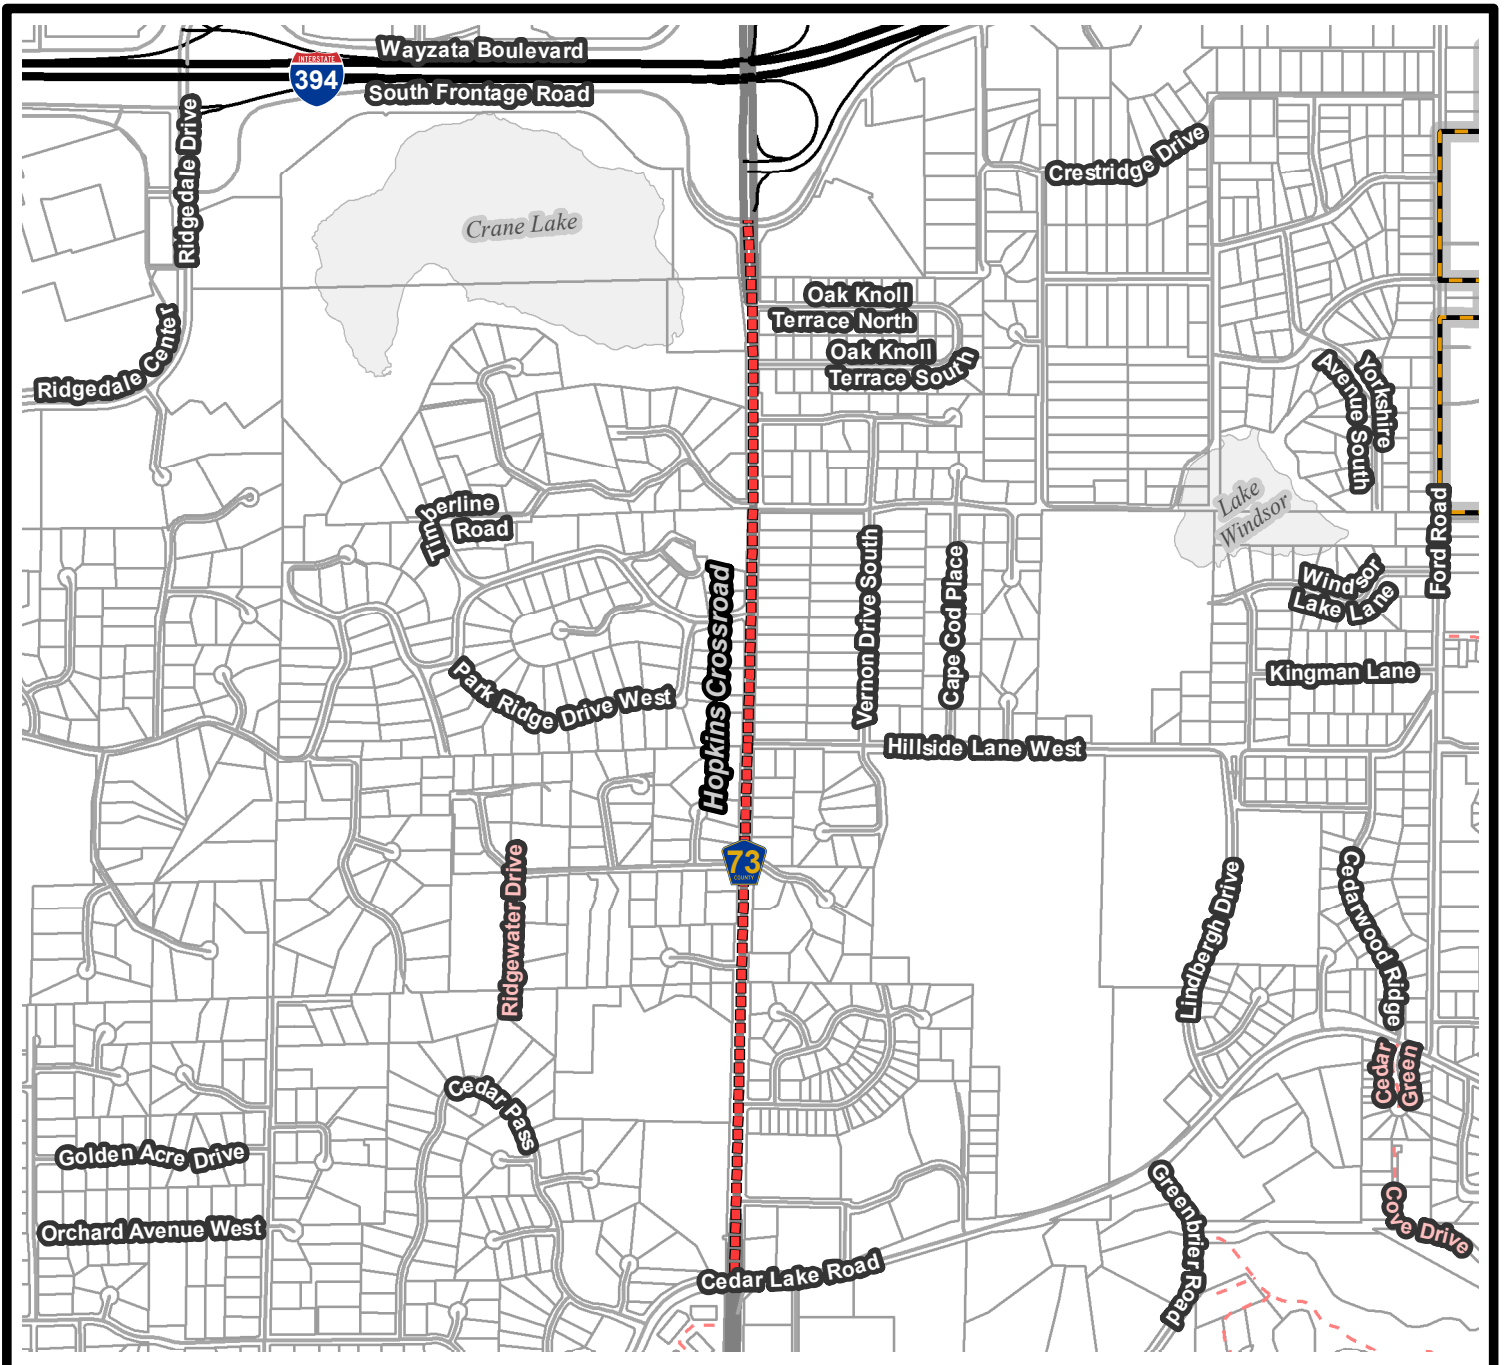 Wayzata Boulevard
INTERSTATE
394
South Frontage Road
Ridgedale Drive
Crestridge Drive
Crane Lake
Oak Knoll
Terrace North
Oak Knoll
Terrace South
Ridgedale Center
Yorkshire
Avenue South
Timberline
Road
Lake
Windsor
Ford Road
Hopkins Crossroad
Vernon Drive South
Cape Cod Place
Windsor
Lake Lane
Kingman Lane
Park Ridge Drive West
Hillside Lane West
73
COUNTY
Ridgewater Drive
Lindbergh Drive
Cedarwood Ridge
Cedar
Green
Cedar Pass
Golden Acre Drive
Orchard Avenue West
Greenbrier Road
Cove Drive
Cedar Lake Road